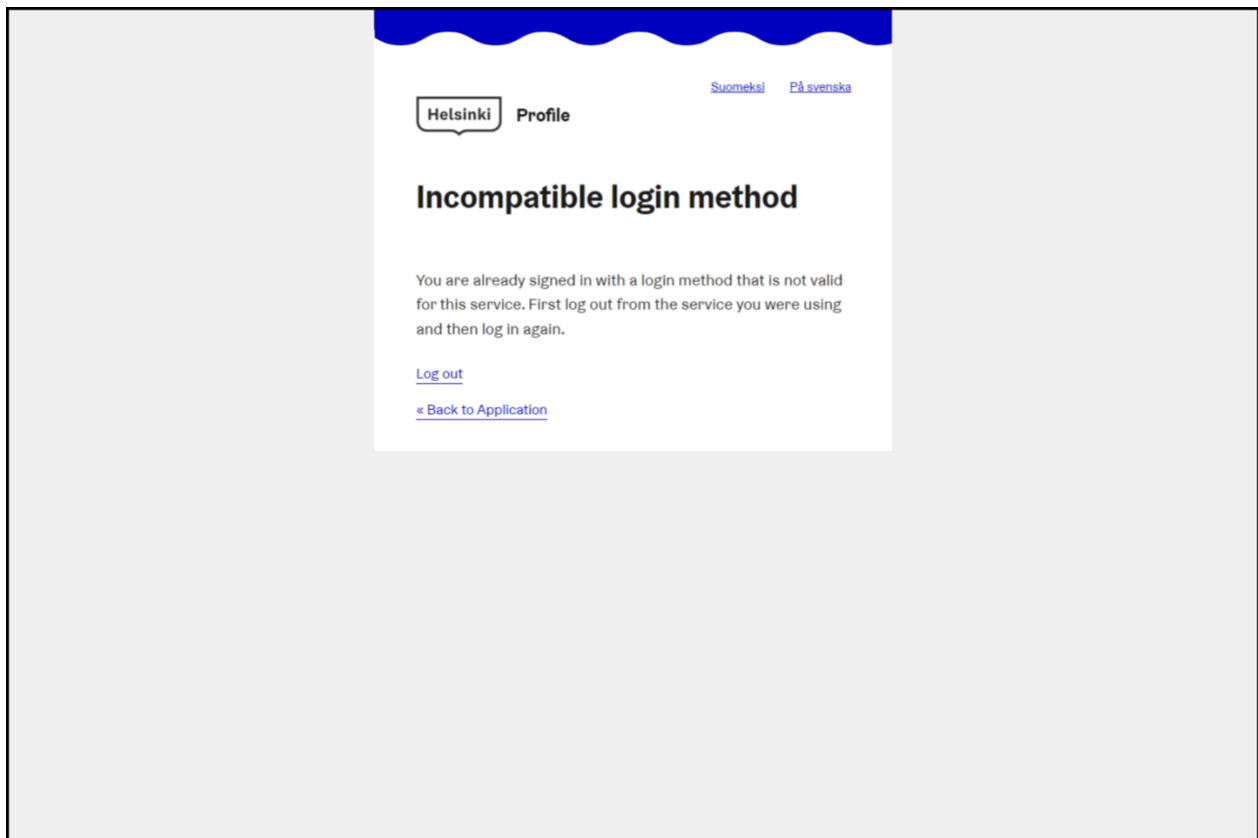 Suomeksi På svenska
Helsinki Profile
Incompatible login method
You are already signed in with a login method that is not valid
for this service. First log out from the service you were using
and then log in again.
Log out
« Back to Application